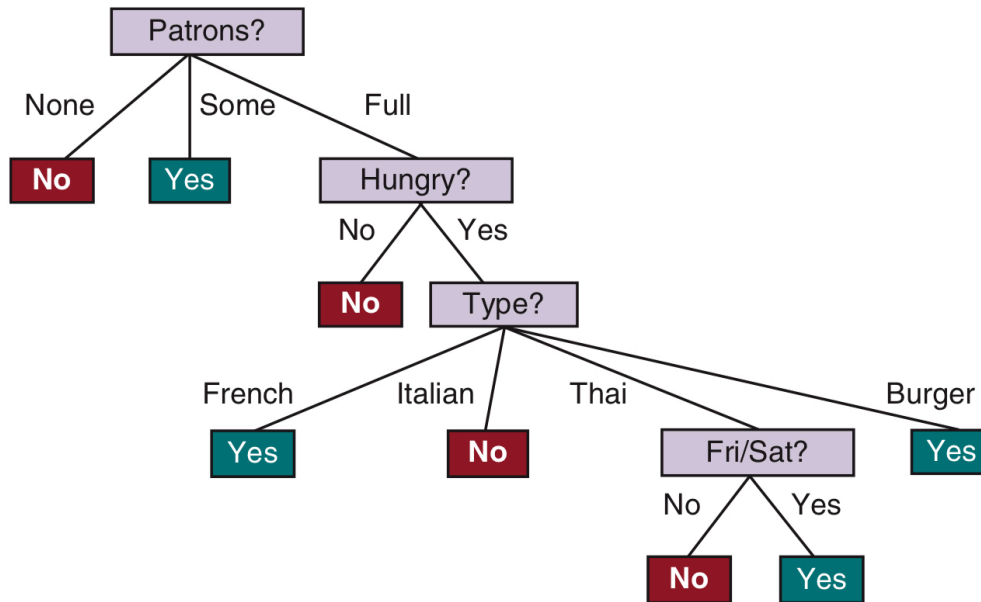 Patrons?
None Some Full
No Yes Hungry?
No Yes
No Type?
French Italian Thai Burger
Yes No Fri/Sat? Yes
No Yes
No Yes